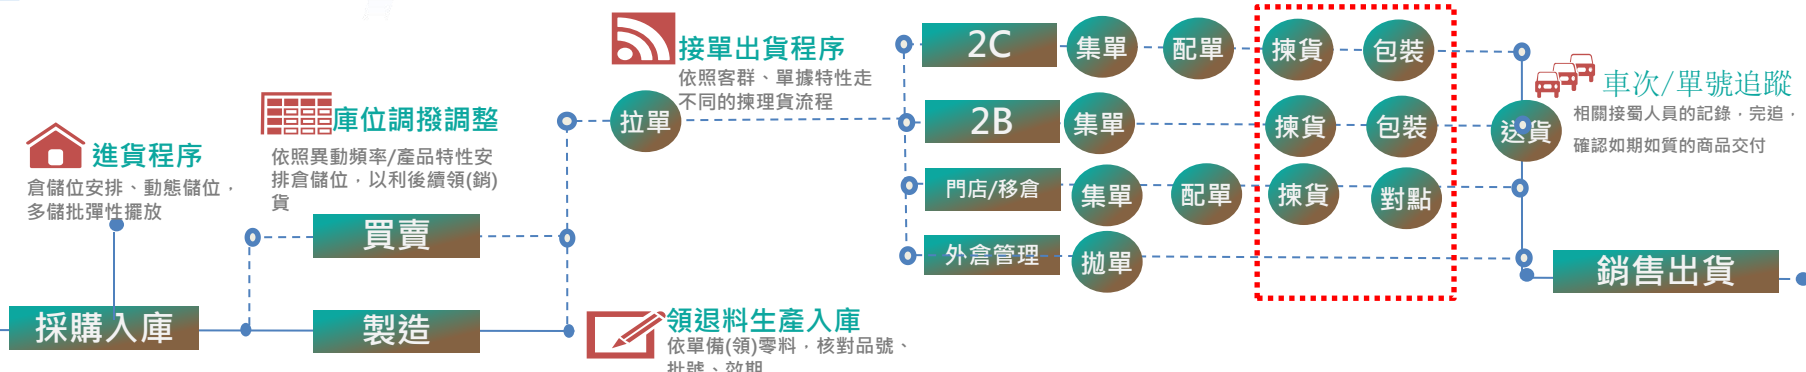 進貨程序
倉儲位安排、動態儲位，
多儲批彈性擺放
採購入庫
庫位調撥調整
依照異動頻率/產品特性安
排倉儲位，以利後續領(銷)
貨
買賣
製造
領退料生產入庫
依單備(領)零料，核對品號、
批號、效期
拉單
接單出貨程序
依照客群、單據特性走
不同的揀理貨流程
2C
集單
配單
揀貨
包裝
2B
集單
揀貨
包裝
門店/移倉
集單
配單
揀貨
對點
外倉管理
拋單
送貨
車次/單號追蹤
相關接蜀人員的記錄，完追，
確認如期如質的商品交付
銷售出貨